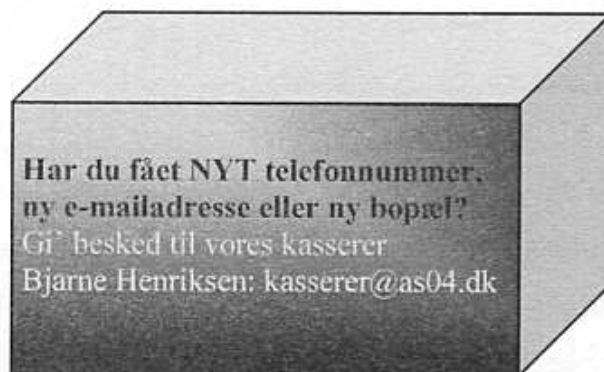 Har du fået NYT telefonnummer,
ny e-mailadresse eller ny bopæl?
Gi' besked til vores kasserer
Bjarne Henriksen: kasserer@as04.dk